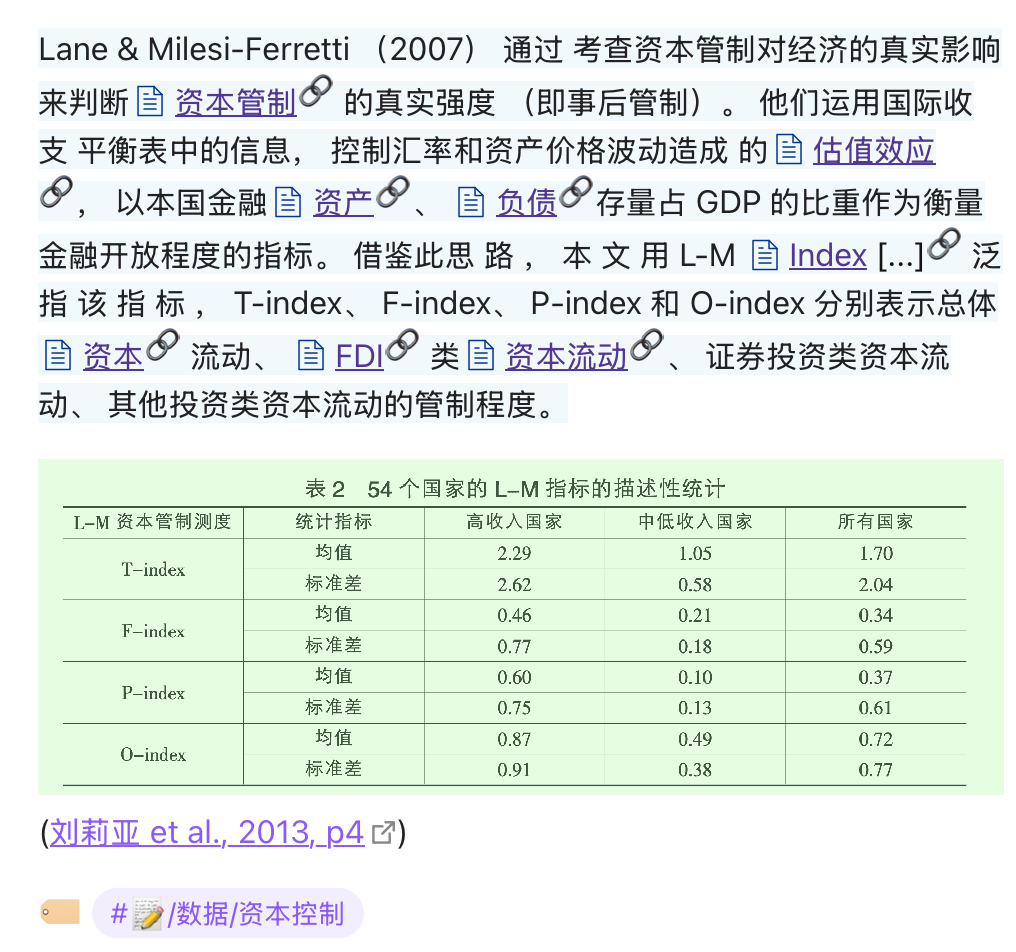 Lane & Milesi-Ferretti （2007） 通过 考查资本管制对经济的真实影响
来判断 资本管制 的真实强度 （即事后管制）。 他们运用国际收
支 平衡表中的信息， 控制汇率和资产价格波动造成 的 估值效应
， 以本国金融 资产 、 负债 存量占 GDP 的比重作为衡量
金融开放程度的指标。 借鉴此思 路 ， 本 文 用 L-M Index [...] 泛
指 该 指 标 ， T-index、 F-index、 P-index 和 O-index 分别表示总体
资本 流动、 FDI 类 资本流动 、 证券投资类资本流
动、 其他投资类资本流动的管制程度。
表 2 54 个国家的 L-M 指标的描述性统计
L-M 资本管制测度 统计指标 高收入国家 中低收入国家 所有国家
T-index 均值 2.29 1.05 1.70
标准差 2.62 0.58 2.04
F-index 均值 0.46 0.21 0.34
标准差 0.77 0.18 0.59
P-index 均值 0.60 0.10 0.37
标准差 0.75 0.13 0.61
O-index 均值 0.87 0.49 0.72
标准差 0.91 0.38 0.77
(刘莉亚 et al., 2013, p4)
#/数据/资本控制